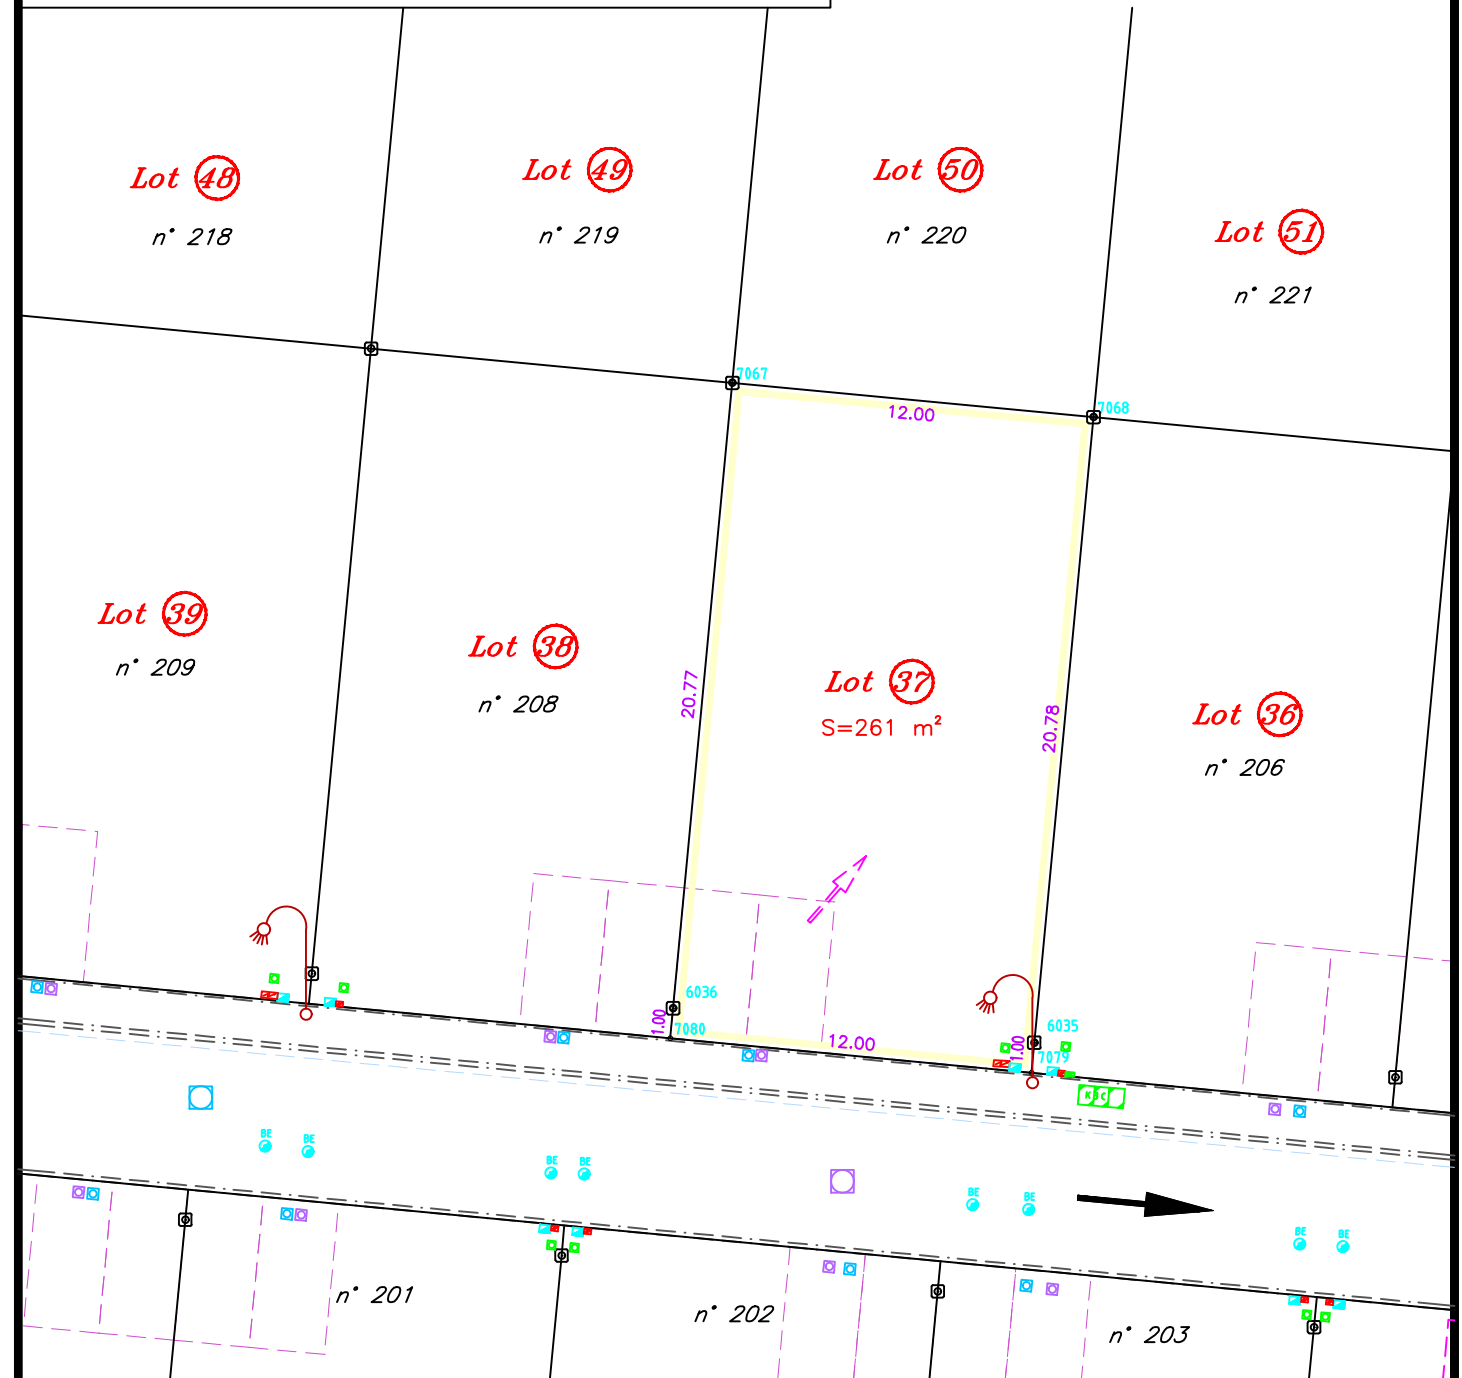 Lot 48
n° 218
Lot 49
n° 219
Lot 50
n° 220
Lot 51
n° 221
7067
12.00
7068
Lot 39
n° 209
Lot 38
n° 208
20.77
Lot 37
S=261 m²
20.78
Lot 36
n° 206
6036
1.00
7080
12.00
6035
1.00
7079
KBC
BE
BE
BE
BE
BE
BE
BE
BE
n° 201
n° 202
n° 203